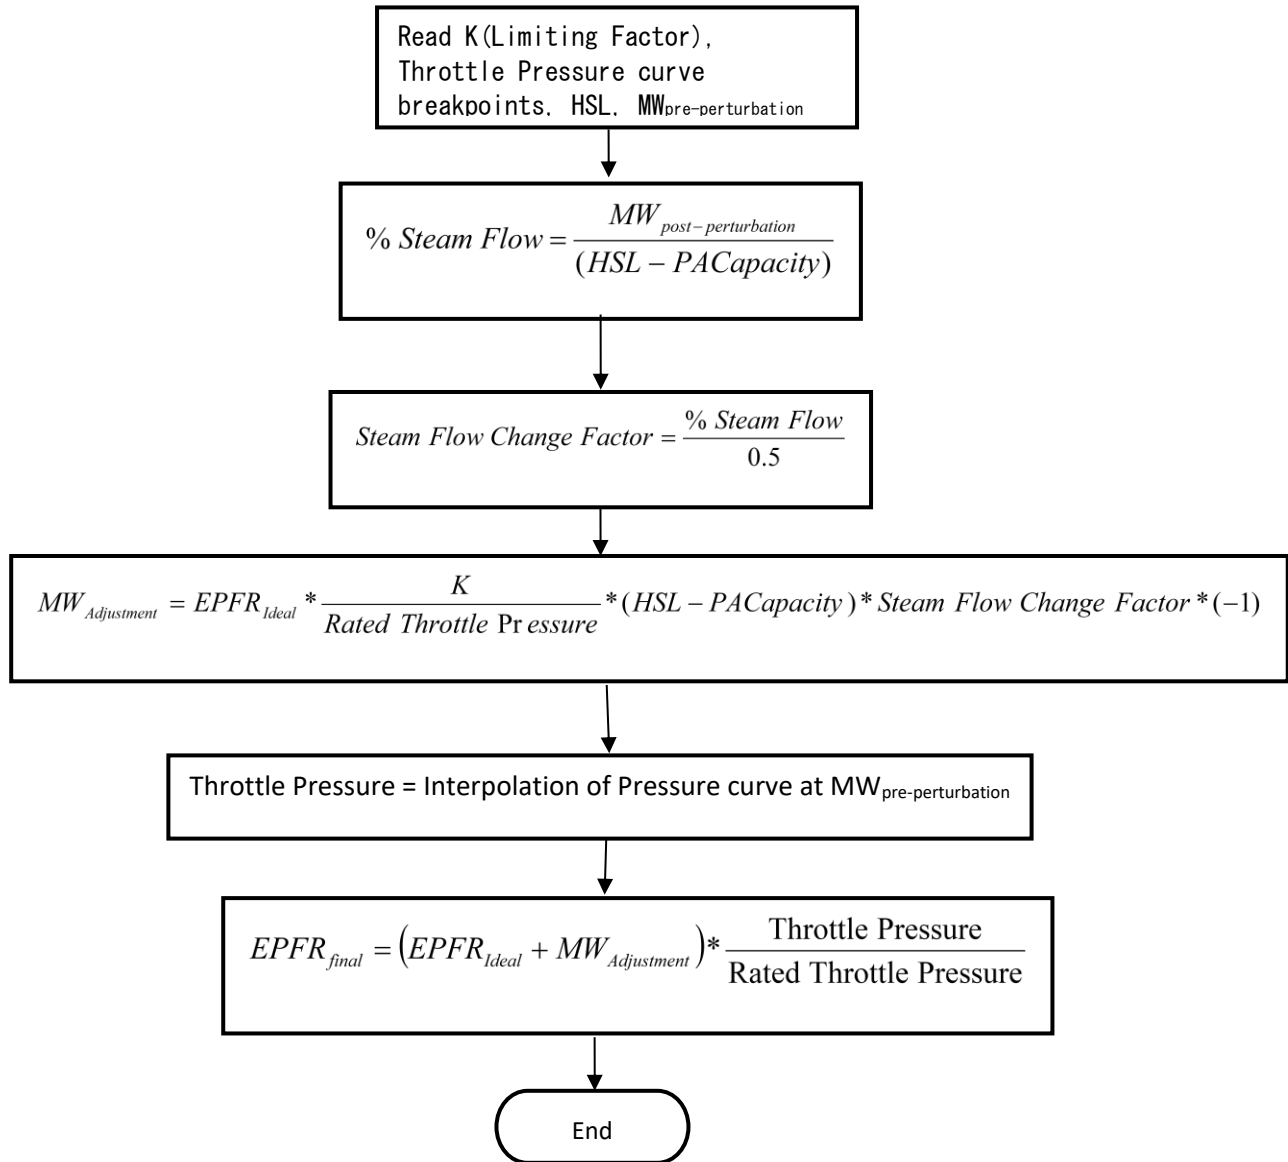 Read K(Limiting Factor),
Throttle Pressure curve
breakpoints, HSL, MWpre-perturbation
% Steam Flow = MWpost-perturbation / (HSL − PACapacity)
Steam Flow Change Factor = % Steam Flow / 0.5
MWAdjustment = EPFRIdeal * K / Rated Throttle Pr essure * (HSL − PACapacity) * Steam Flow Change Factor * (−1)
Throttle Pressure = Interpolation of Pressure curve at MWpre-perturbation
EPFRfinal = (EPFRIdeal + MWAdjustment) * Throttle Pressure / Rated Throttle Pressure
End